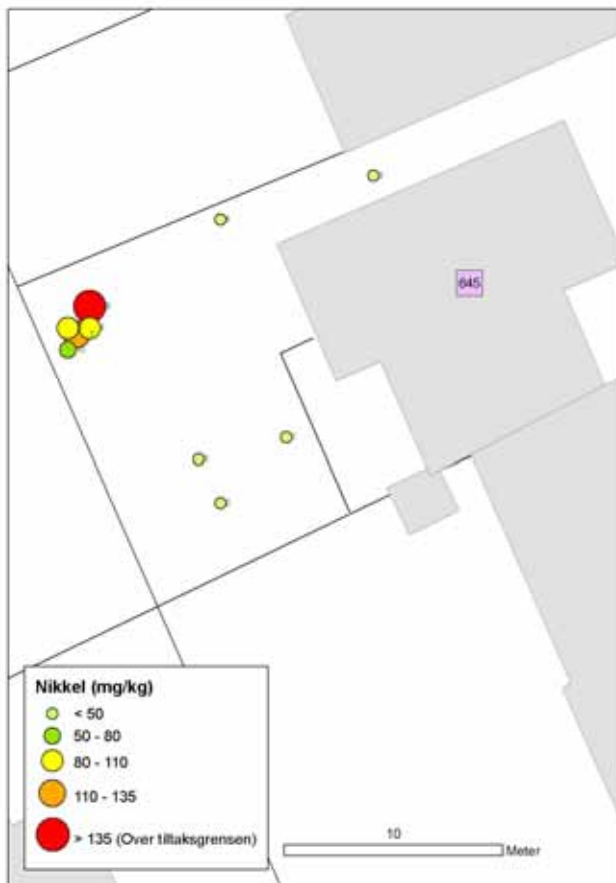 645
Nikkel (mg/kg)
< 50
50 - 80
80 - 110
110 - 135
> 135 (Over tiltaksgrensen)
10
Meter